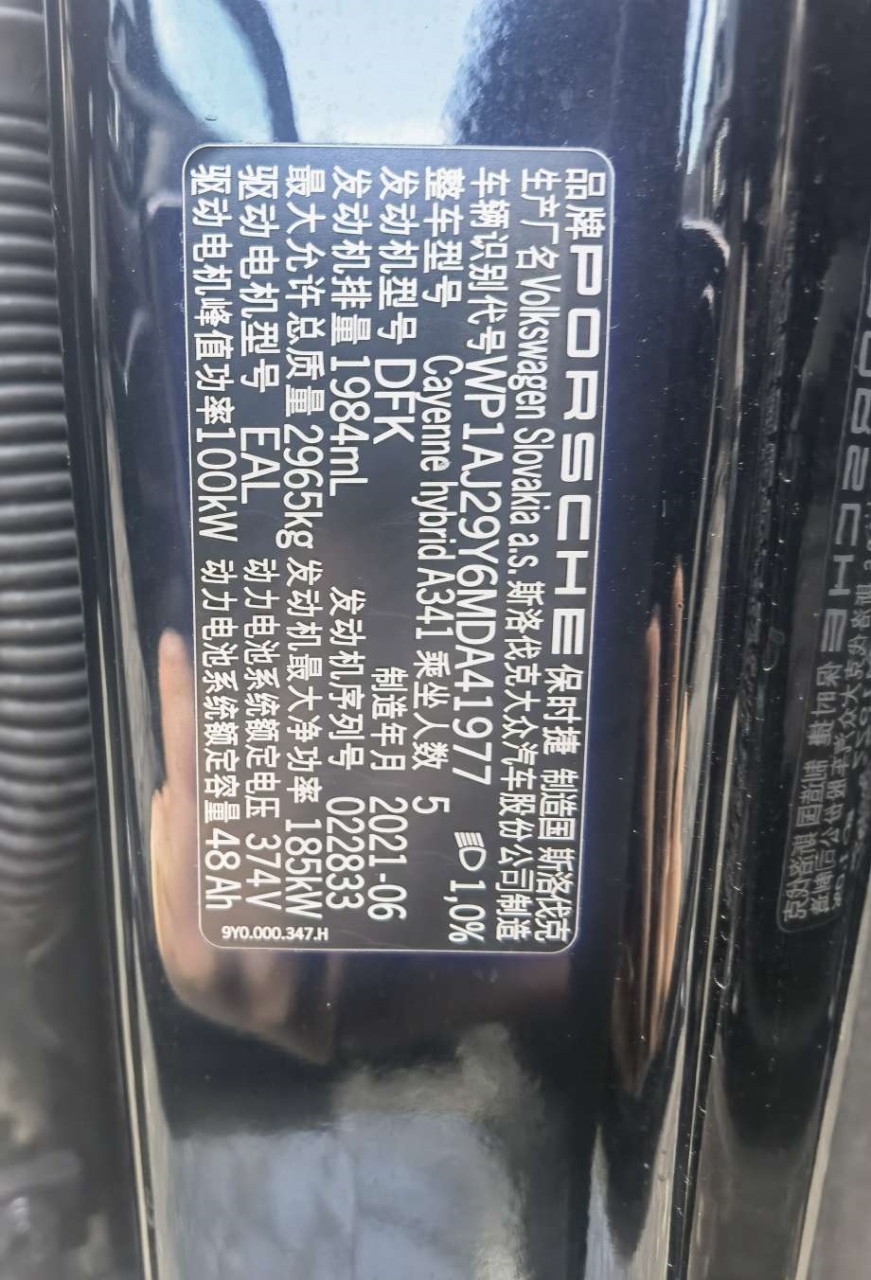 品牌 PORSCHE 保时捷 制造国 斯洛伐克
生产厂名 Volkswagen Slovakia a.s. 斯洛伐克大众汽车股份公司制造
车辆识别代号 WP1AJ29Y6MDA41977 1,0%
整车型号 Cayenne hybrid A341 乘坐人数 5
发动机型号 DFK 制造年月 2021-06
发动机排量 1984mL 发动机序列号 022833
最大允许总质量 2965kg 发动机最大净功率 185kW
驱动电机型号 EAL 动力电池系统额定电压 374V
驱动电机峰值功率 100kW 动力电池系统额定容量 48Ah
9Y0.000.347.H